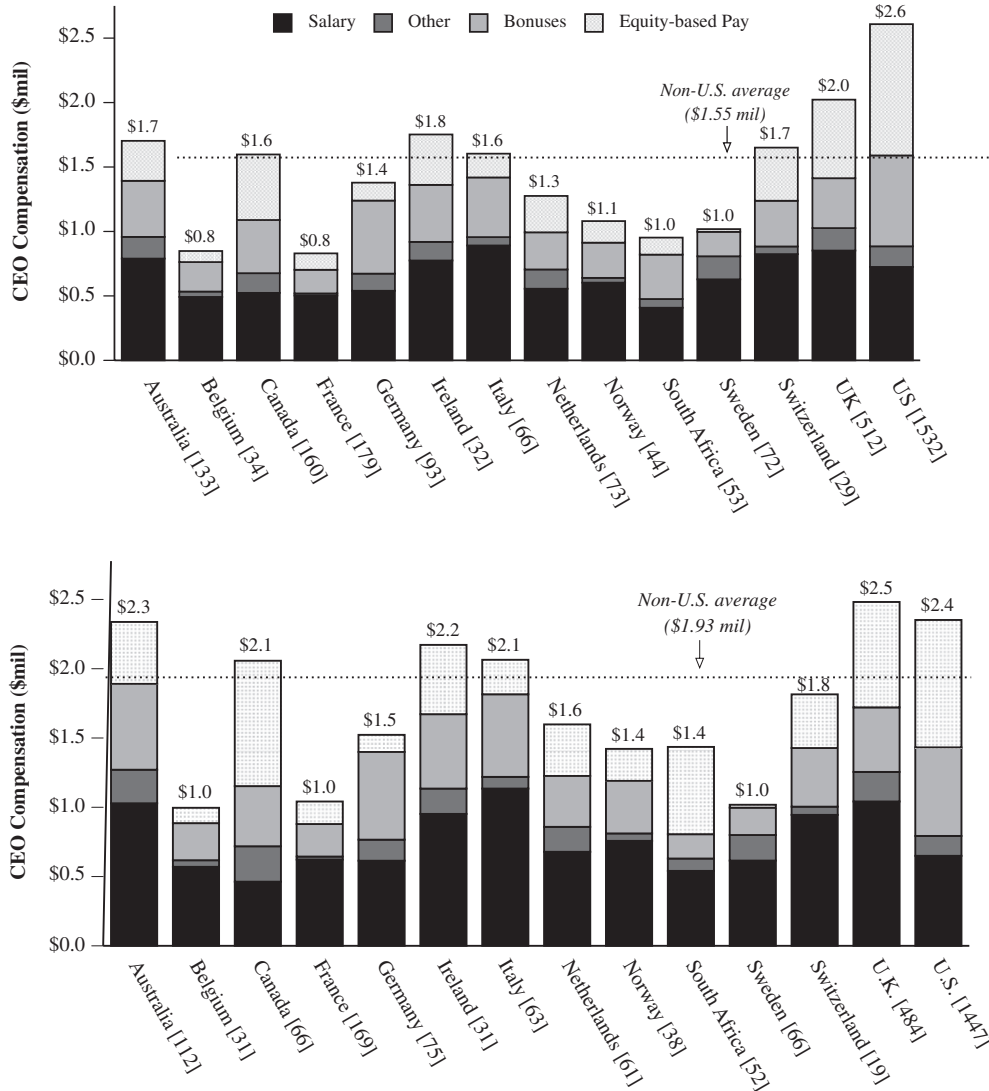 Salary Other Bonuses Equity-based Pay
CEO Compensation ($mil)
$2.5
$2.0
$1.5
$1.0
$0.5
$0.0
Non-U.S. average
($1.55 mil)
$1.7
$0.8
$1.6
$0.8
$1.4
$1.8
$1.6
$1.3
$1.1
$1.0
$1.0
$1.7
$2.0
$2.6
Australia [133]
Belgium [34]
Canada [160]
France [179]
Germany [93]
Ireland [32]
Italy [66]
Netherlands [73]
Norway [44]
South Africa [53]
Sweden [72]
Switzerland [29]
UK [512]
US [1532]
CEO Compensation ($mil)
$2.5
$2.0
$1.5
$1.0
$0.5
$0.0
Non-U.S. average
($1.93 mil)
$2.3
$1.0
$2.1
$1.0
$1.5
$2.2
$2.1
$1.6
$1.4
$1.4
$1.0
$1.8
$2.5
$2.4
Australia [112]
Belgium [31]
Canada [66]
France [169]
Germany [75]
Ireland [31]
Italy [63]
Netherlands [61]
Norway [38]
South Africa [52]
Sweden [66]
Switzerland [19]
U.K. [484]
U.S. [1447]